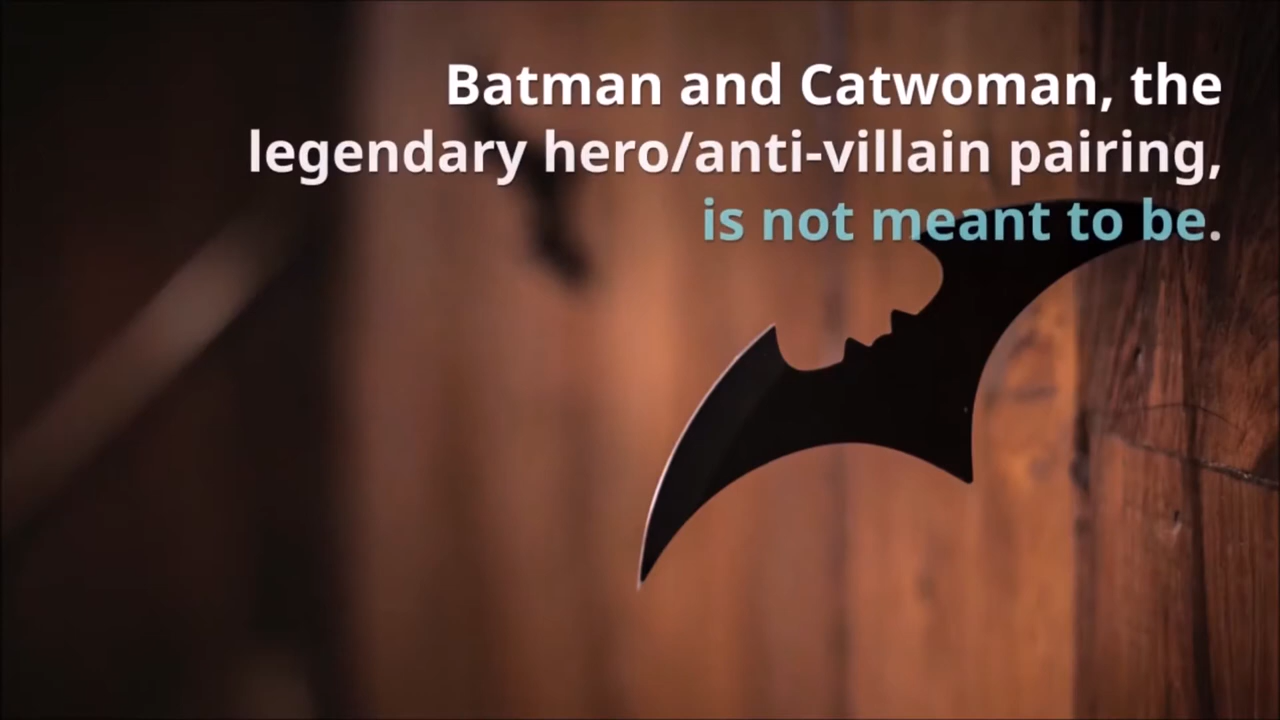 Batman and Catwoman, the
legendary hero/anti-villain pairing,
is not meant to be.